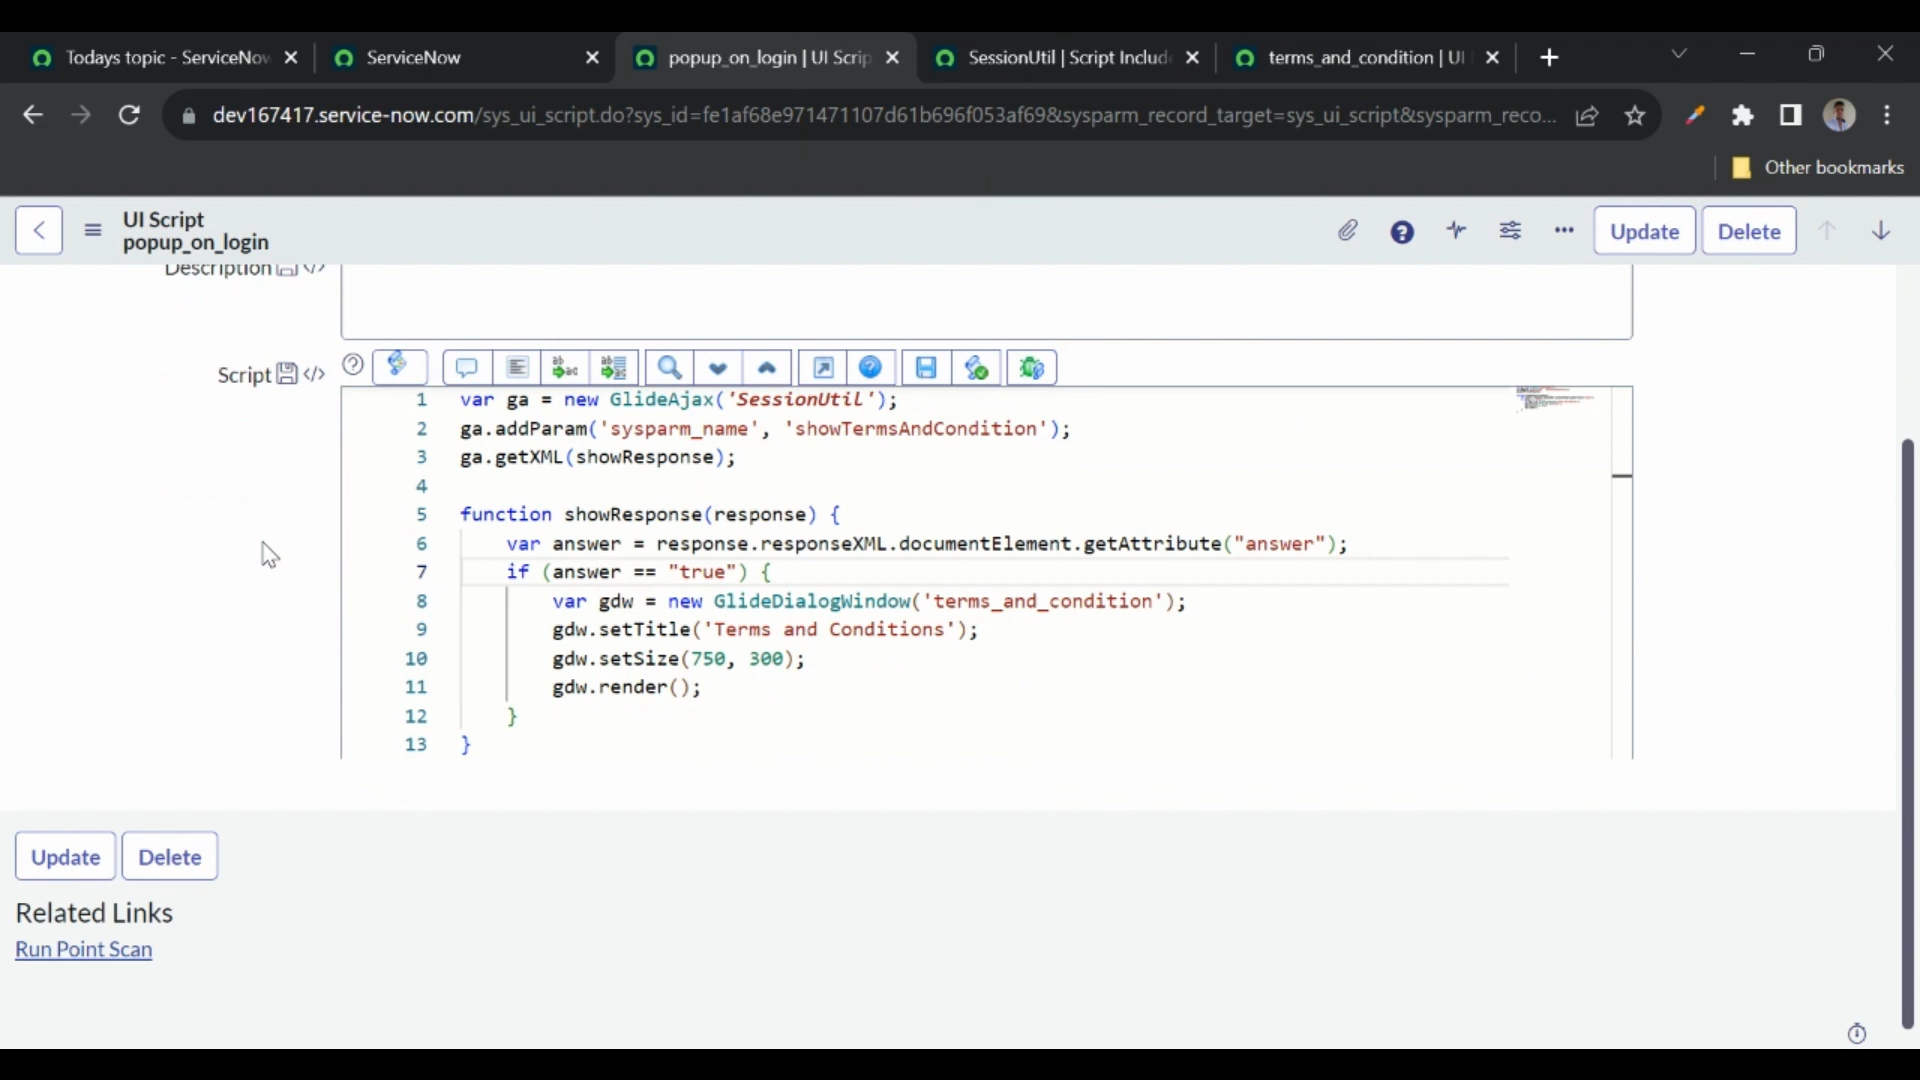 Todays topic - ServiceNow
ServiceNow
popup_on_login | UI Scrip
SessionUtil | Script Includ
terms_and_condition | UI
dev167417.service-now.com/sys_ui_script.do?sys_id=fe1af68e971471107d61b696f053af69&sysparm_record_target=sys_ui_script&sysparm_reco...
Other bookmarks
UI Script
popup_on_login
Update
Delete
Description
Script
1 var ga = new GlideAjax('SessionUtil');
2 ga.addParam('sysparm_name', 'showTermsAndCondition');
3 ga.getXML(showResponse);
4
5 function showResponse(response) {
6 var answer = response.responseXML.documentElement.getAttribute("answer");
7 if (answer == "true") {
8 var gdw = new GlideDialogWindow('terms_and_condition');
9 gdw.setTitle('Terms and Conditions');
10 gdw.setSize(750, 300);
11 gdw.render();
12 }
13 }
Update
Delete
Related Links
Run Point Scan